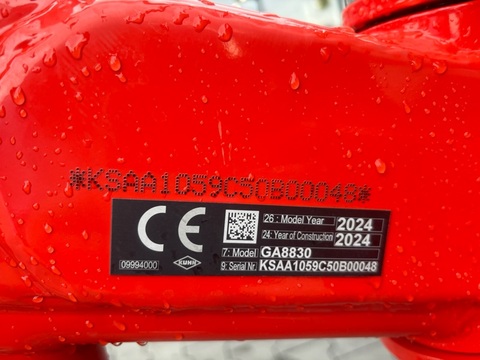 *KSAA1059C50B00048*
CE
26 : Model Year 2024
24: Year of Construction 2024
7: Model GA8830
9: Serial Nr. KSAA1059C50B00048
09994000
KUHN